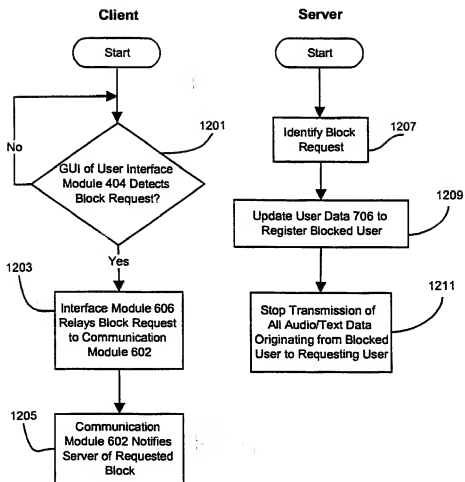 Client
Server
Start
Start
1201
No
GUI of User Interface
Module 404 Detects
Block Request?
Yes
1203
Interface Module 606
Relays Block Request
to Communication
Module 602
1205
Communication
Module 602 Notifies
Server of Requested
Block
1207
Identify Block
Request
1209
Update User Data 706 to
Register Blocked User
1211
Stop Transmission of
All Audio/Text Data
Originating from Blocked
User to Requesting User